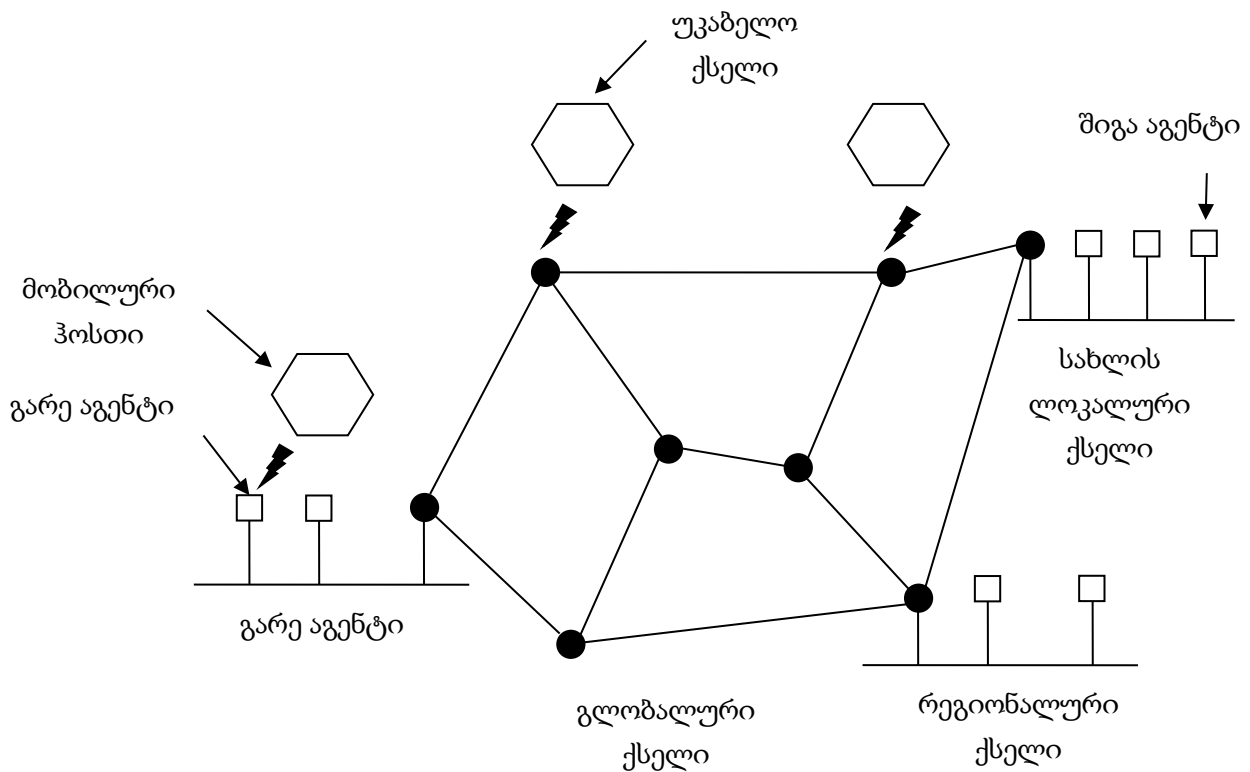 უკაბელო
ქსელი
შიგა აგენტი
მობილური
ჰოსთი
გარე აგენტი
სახლის
ლოკალური
ქსელი
გარე აგენტი
გლობალური
ქსელი
რეგიონალური
ქსელი